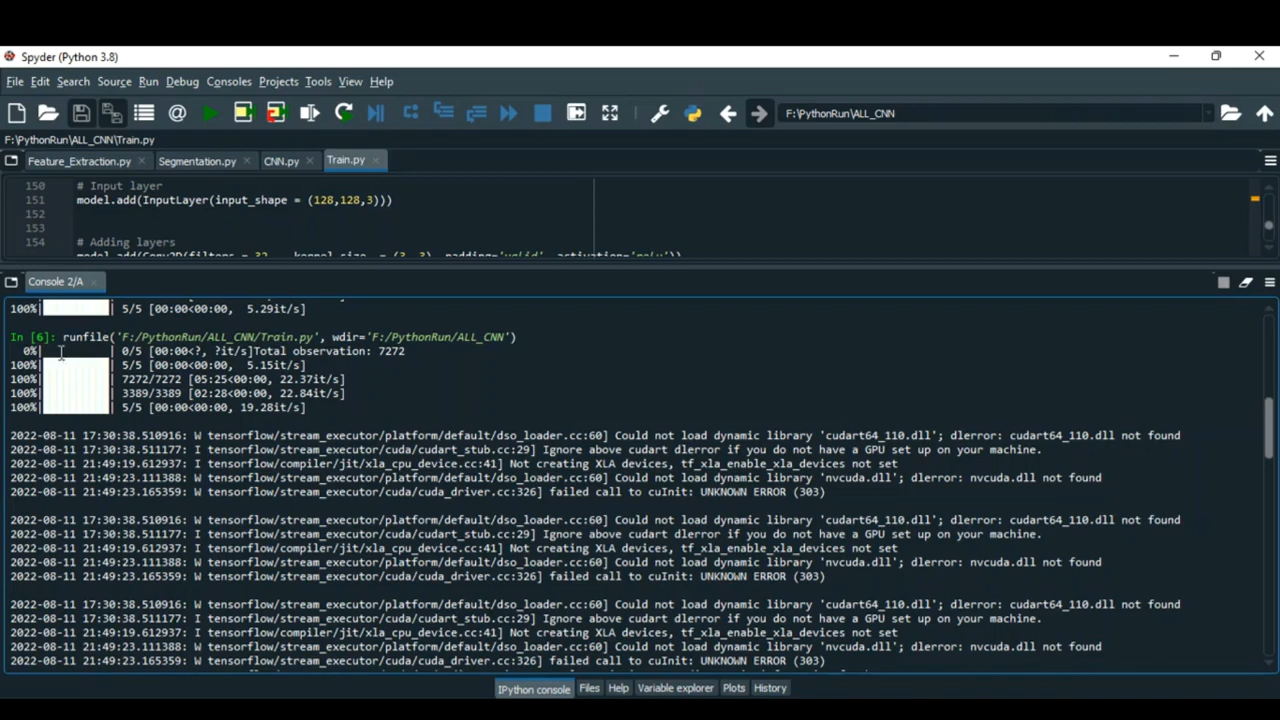 Spyder (Python 3.8)
File Edit Search Source Run Debug Consoles Projects Tools View Help
F:\PythonRun\ALL_CNN
F:\PythonRun\ALL_CNN\Train.py
Feature_Extraction.py Segmentation.py CNN.py Train.py
150 # Input layer
151 model.add(InputLayer(input_shape = (128,128,3)))
152
153
154 # Adding layers
model.add(Conv2D(filters = 32, kernel_size = (3, 3), padding='valid', activation='relu'))
Console 2/A
100%| | 5/5 [00:00<00:00, 5.29it/s]
In [6]: runfile('F:/PythonRun/ALL_CNN/Train.py', wdir='F:/PythonRun/ALL_CNN')
0%| | 0/5 [00:00<?, ?it/s]Total observation: 7272
100%| | 5/5 [00:00<00:00, 5.15it/s]
100%| | 7272/7272 [05:25<00:00, 22.37it/s]
100%| | 3389/3389 [02:28<00:00, 22.84it/s]
100%| | 5/5 [00:00<00:00, 19.28it/s]
2022-08-11 17:30:38.510916: W tensorflow/stream_executor/platform/default/dso_loader.cc:60] Could not load dynamic library 'cudart64_110.dll'; dlerror: cudart64_110.dll not found
2022-08-11 17:30:38.511177: I tensorflow/stream_executor/cuda/cudart_stub.cc:29] Ignore above cudart dlerror if you do not have a GPU set up on your machine.
2022-08-11 21:49:19.612937: I tensorflow/compiler/jit/xla_cpu_device.cc:41] Not creating XLA devices, tf_xla_enable_xla_devices not set
2022-08-11 21:49:23.111388: W tensorflow/stream_executor/platform/default/dso_loader.cc:60] Could not load dynamic library 'nvcuda.dll'; dlerror: nvcuda.dll not found
2022-08-11 21:49:23.165359: W tensorflow/stream_executor/cuda/cuda_driver.cc:326] failed call to cuInit: UNKNOWN ERROR (303)
2022-08-11 17:30:38.510916: W tensorflow/stream_executor/platform/default/dso_loader.cc:60] Could not load dynamic library 'cudart64_110.dll'; dlerror: cudart64_110.dll not found
2022-08-11 17:30:38.511177: I tensorflow/stream_executor/cuda/cudart_stub.cc:29] Ignore above cudart dlerror if you do not have a GPU set up on your machine.
2022-08-11 21:49:19.612937: I tensorflow/compiler/jit/xla_cpu_device.cc:41] Not creating XLA devices, tf_xla_enable_xla_devices not set
2022-08-11 21:49:23.111388: W tensorflow/stream_executor/platform/default/dso_loader.cc:60] Could not load dynamic library 'nvcuda.dll'; dlerror: nvcuda.dll not found
2022-08-11 21:49:23.165359: W tensorflow/stream_executor/cuda/cuda_driver.cc:326] failed call to cuInit: UNKNOWN ERROR (303)
2022-08-11 17:30:38.510916: W tensorflow/stream_executor/platform/default/dso_loader.cc:60] Could not load dynamic library 'cudart64_110.dll'; dlerror: cudart64_110.dll not found
2022-08-11 17:30:38.511177: I tensorflow/stream_executor/cuda/cudart_stub.cc:29] Ignore above cudart dlerror if you do not have a GPU set up on your machine.
2022-08-11 21:49:19.612937: I tensorflow/compiler/jit/xla_cpu_device.cc:41] Not creating XLA devices, tf_xla_enable_xla_devices not set
2022-08-11 21:49:23.111388: W tensorflow/stream_executor/platform/default/dso_loader.cc:60] Could not load dynamic library 'nvcuda.dll'; dlerror: nvcuda.dll not found
2022-08-11 21:49:23.165359: W tensorflow/stream_executor/cuda/cuda_driver.cc:326] failed call to cuInit: UNKNOWN ERROR (303)
IPython console Files Help Variable explorer Plots History